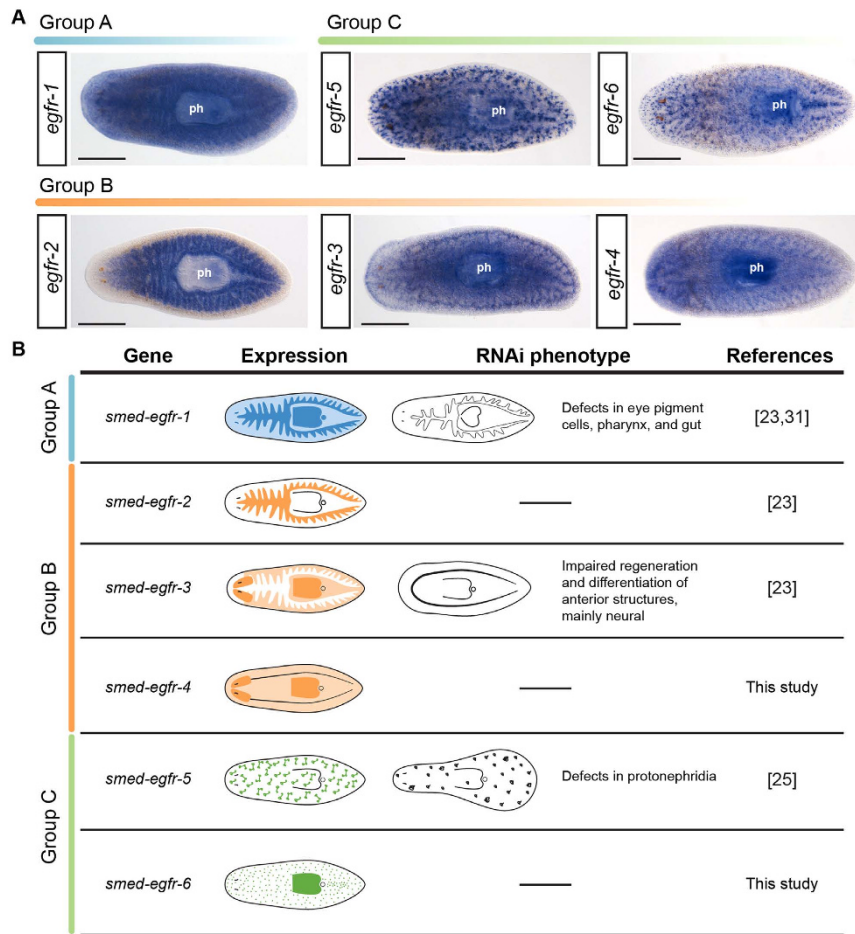 A
Group A
Group C
egfr-1
ph
egfr-5
ph
egfr-6
ph
Group B
egfr-2
ph
egfr-3
ph
egfr-4
ph
B
Gene Expression RNAi phenotype References
Group A
smed-egfr-1
Defects in eye pigment
cells, pharynx, and gut
[23,31]
Group B
smed-egfr-2
[23]
smed-egfr-3
Impaired regeneration
and differentiation of
anterior structures,
mainly neural
[23]
smed-egfr-4
This study
Group C
smed-egfr-5
Defects in protonephridia
[25]
smed-egfr-6
This study